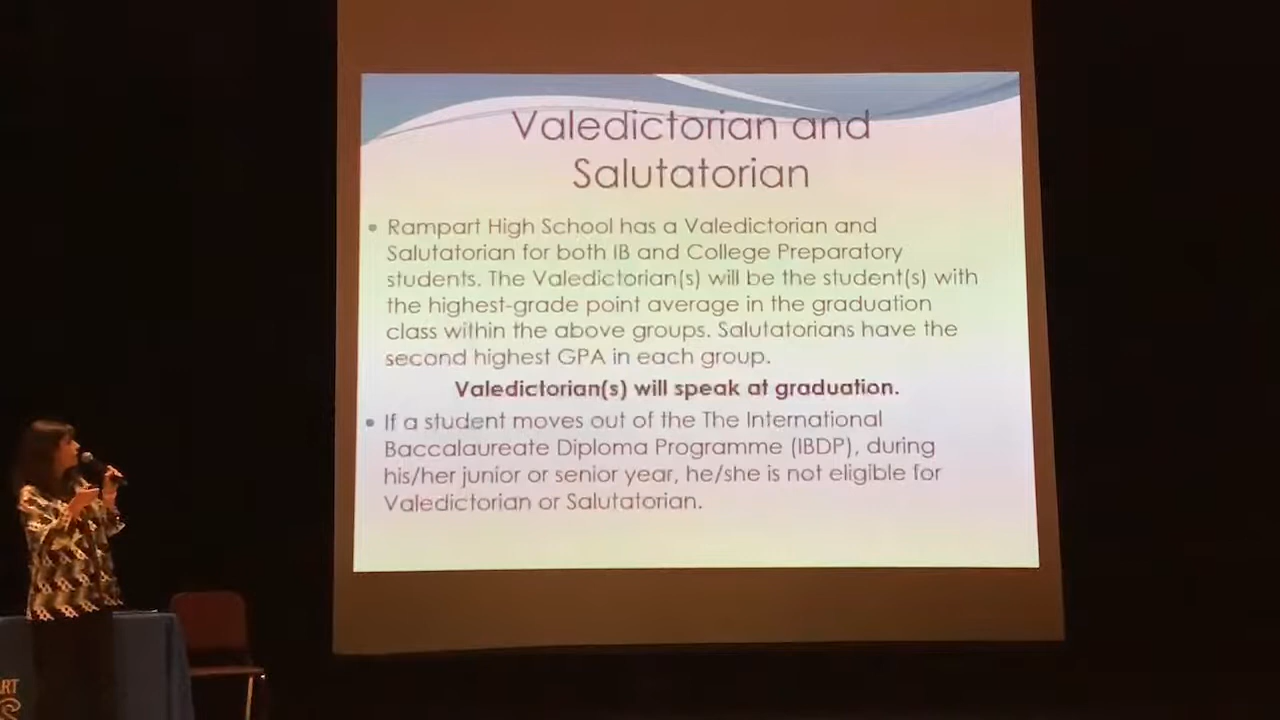 Valedictorian and
Salutatorian
• Rampart High School has a Valedictorian and
Salutatorian for both IB and College Preparatory
students. The Valedictorian(s) will be the student(s) with
the highest-grade point average in the graduation
class within the above groups. Salutatorians have the
second highest GPA in each group.
Valedictorian(s) will speak at graduation.
• If a student moves out of the The International
Baccalaureate Diploma Programme (IBDP), during
his/her junior or senior year, he/she is not eligible for
Valedictorian or Salutatorian.